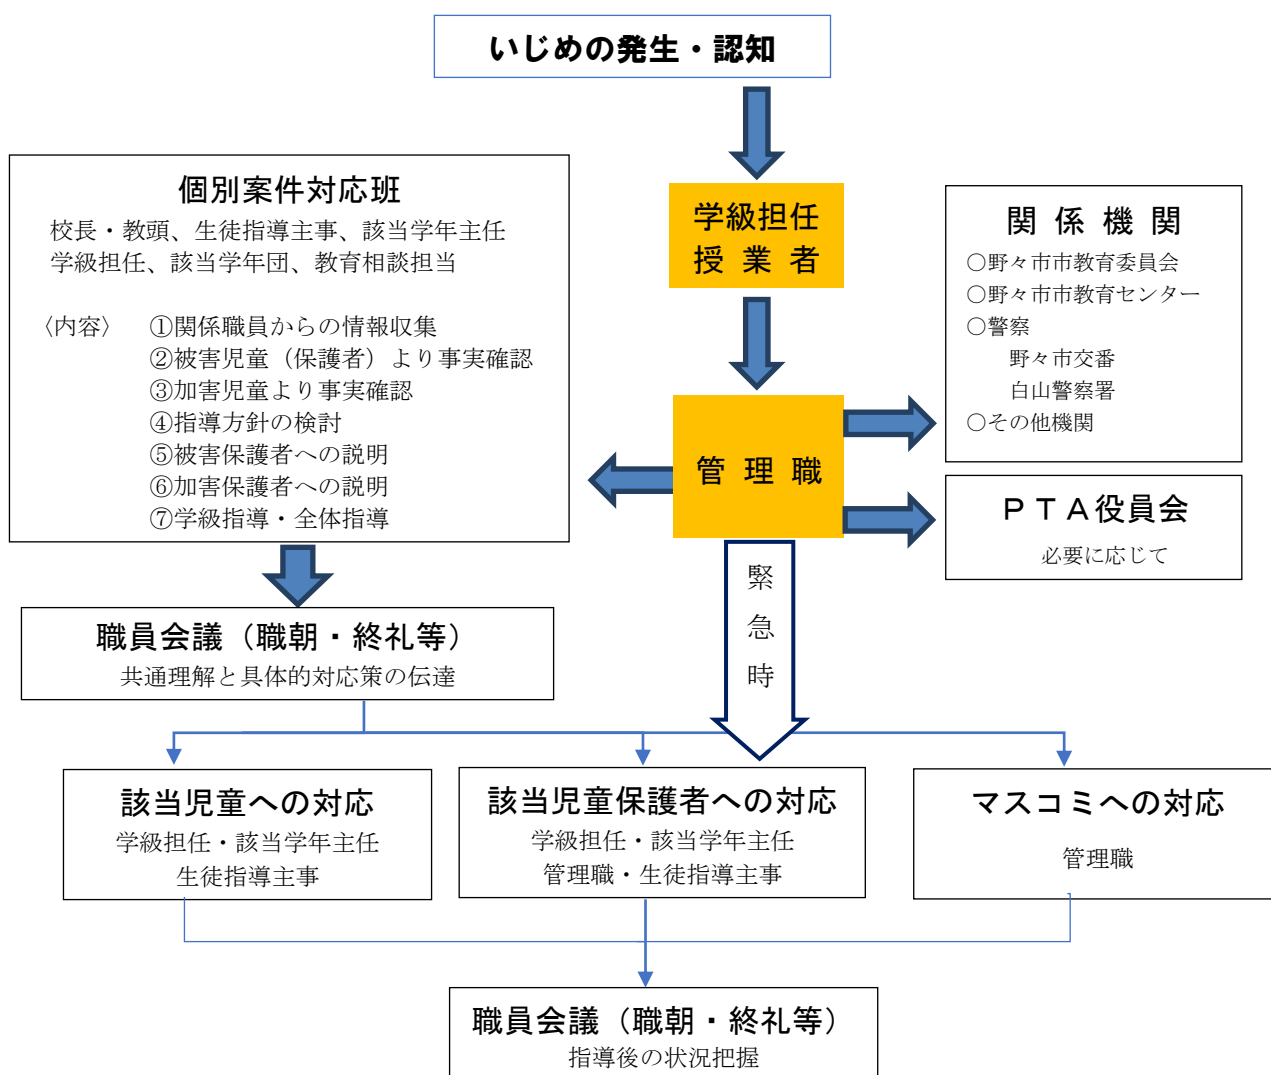 いじめの発生・認知
個別案件対応班
校長・教頭、生徒指導主事、該当学年主任
学級担任、該当学年団、教育相談担当
〈内容〉 ①関係職員からの情報収集
②被害児童（保護者）より事実確認
③加害児童より事実確認
④指導方針の検討
⑤被害保護者への説明
⑥加害保護者への説明
⑦学級指導・全体指導
学級担任
授業者
管理職
関係機関
○野々市市教育委員会
○野々市市教育センター
○警察
野々市交番
白山警察署
○その他機関
ＰＴＡ役員会
必要に応じて
緊急時
職員会議（職朝・終礼等）
共通理解と具体的対応策の伝達
該当児童への対応
学級担任・該当学年主任
生徒指導主事
該当児童保護者への対応
学級担任・該当学年主任
管理職・生徒指導主事
マスコミへの対応
管理職
職員会議（職朝・終礼等）
指導後の状況把握